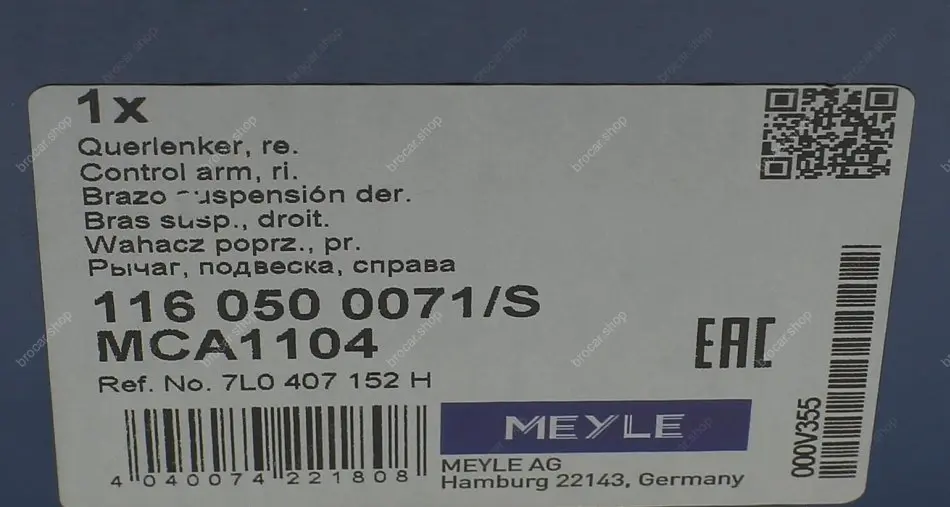 1x
Querlenker, re.
Control arm, ri.
Brazo suspensión der.
Bras susp., droit.
Wahacz poprz., pr.
Рычаг, подвеска, справа
116 050 0071/S
MCA1104
Ref. No. 7L0 407 152 H
EAC
000V355
4 040074 221808
MEYLE
MEYLE AG
Hamburg 22143, Germany
brocar.shop